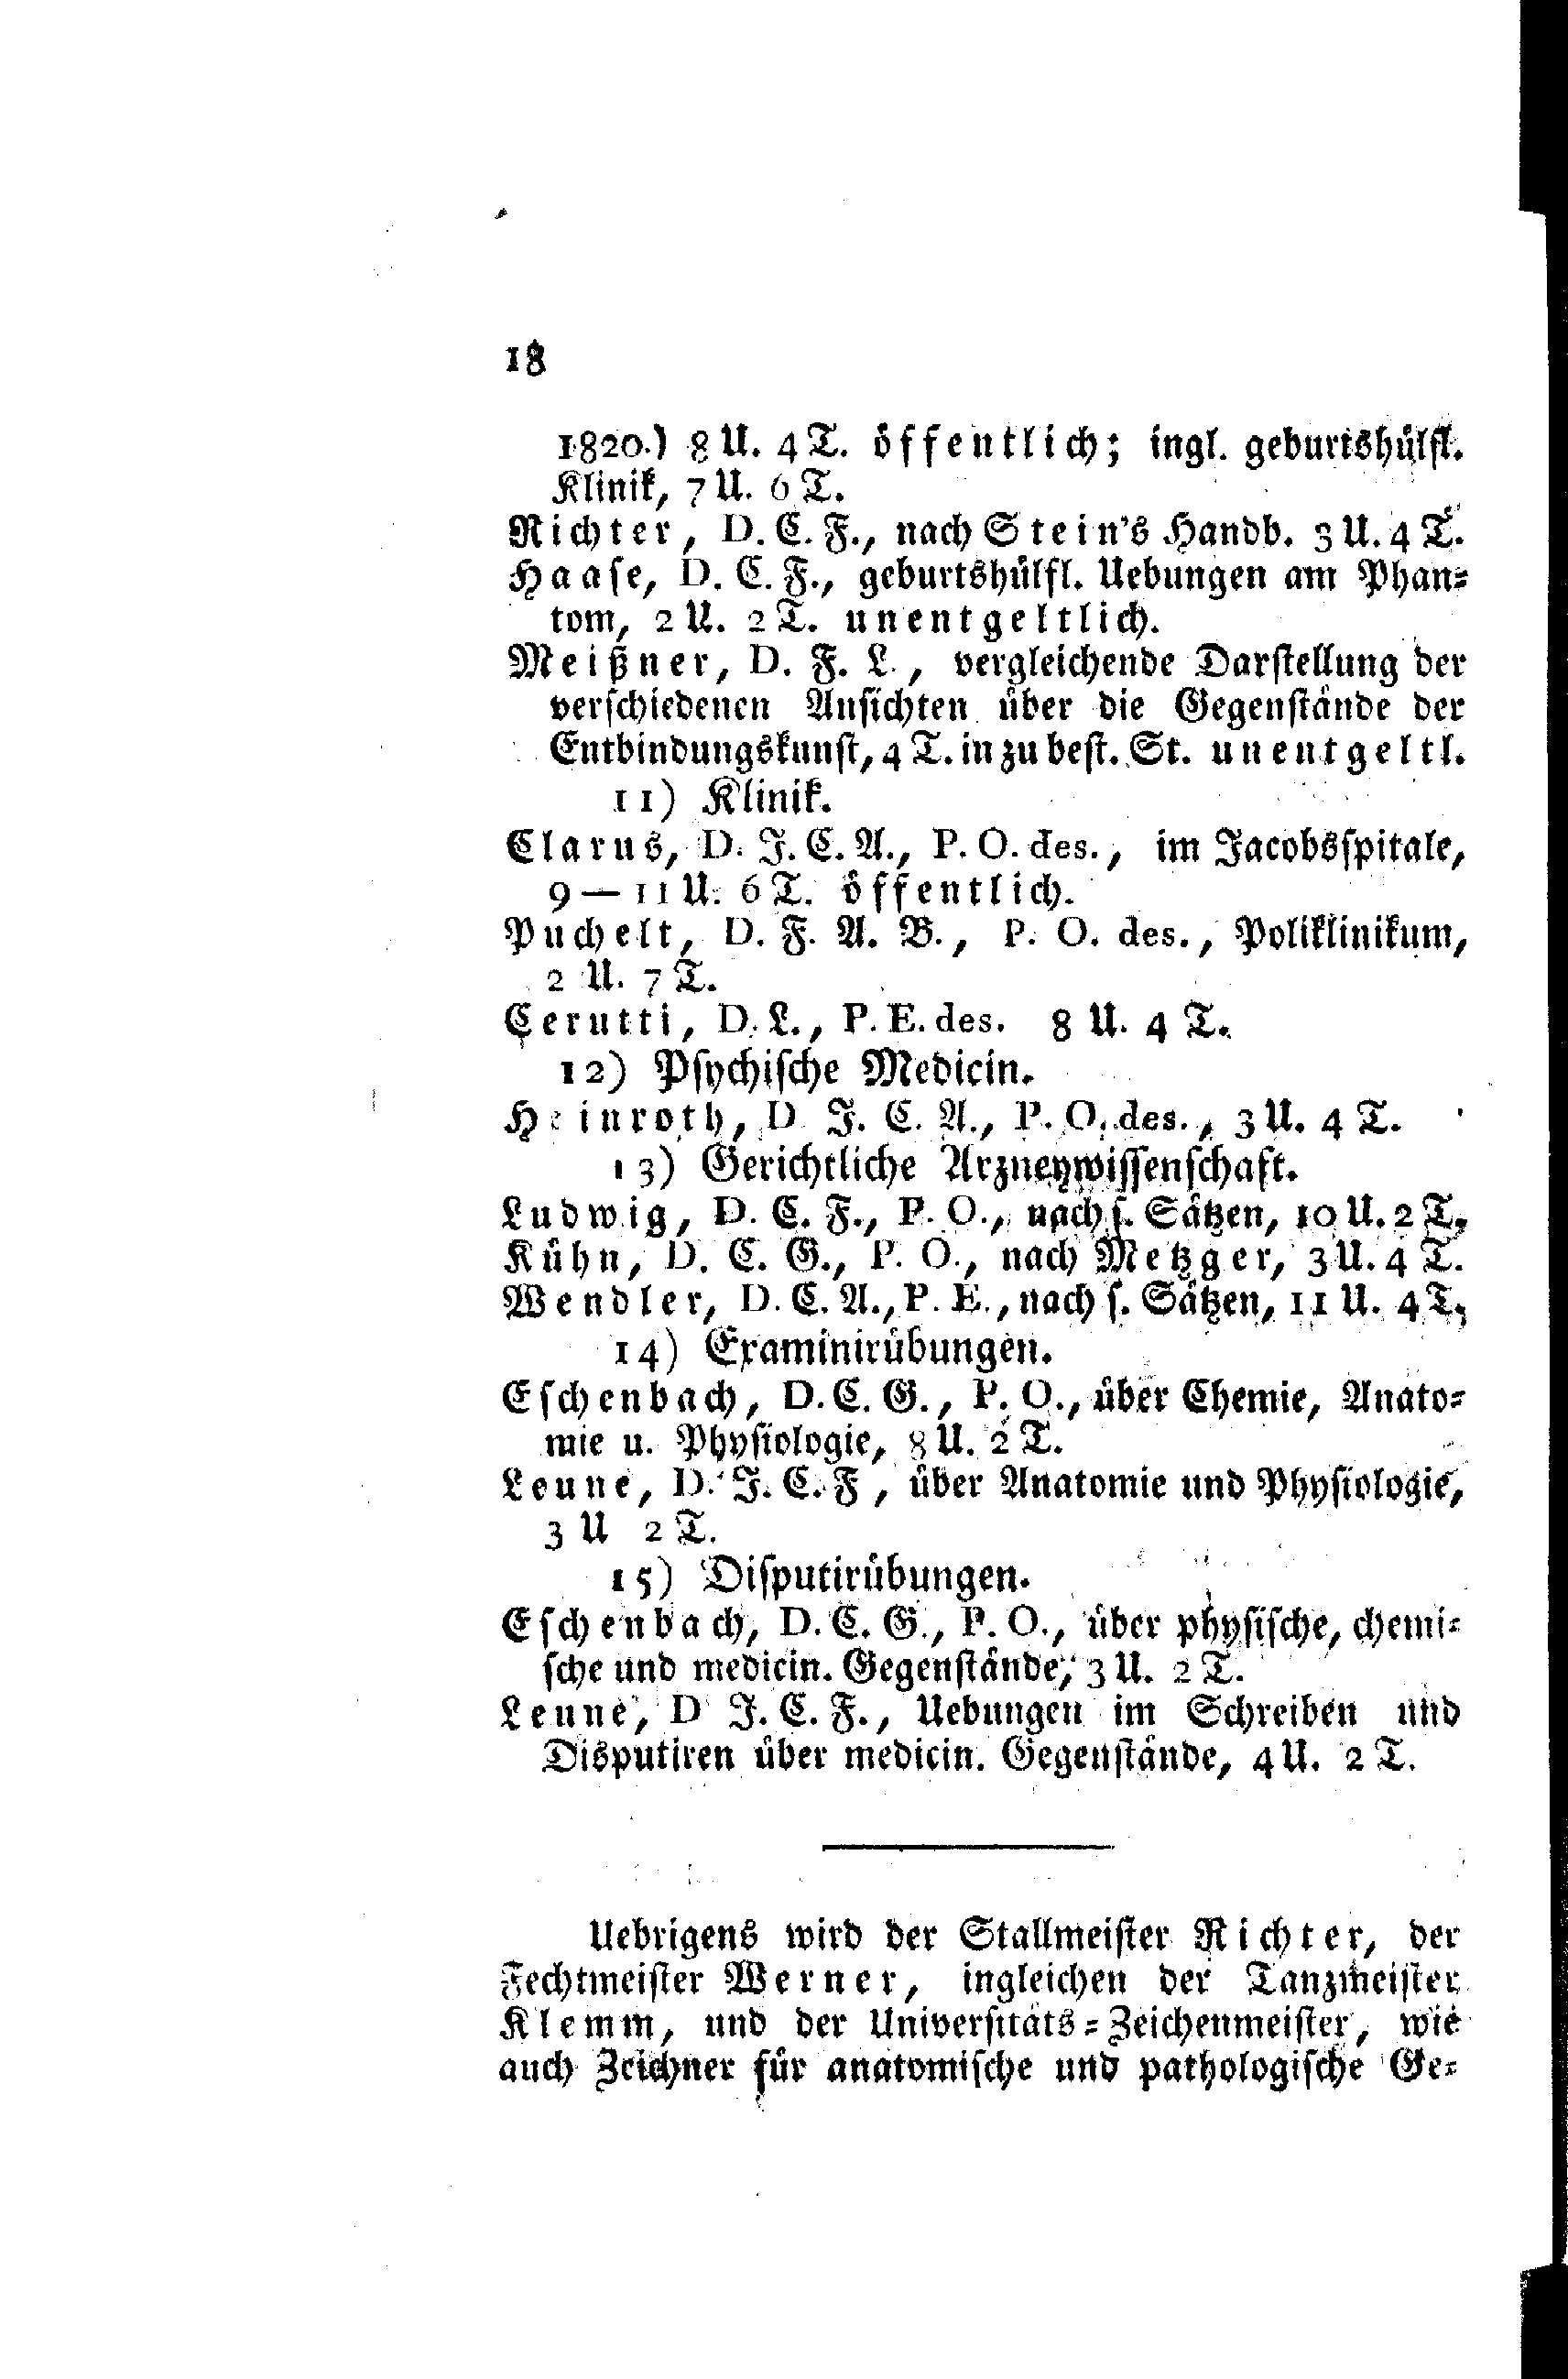 18
1820.) 8 U. 4 T. öffentlich; ingl. geburtshülfl.
Klinik, 7 U. 6 T.
Richter, D. C. F., nach Stein's Handb. 3 U. 4 T.
Haase, D. C. F., geburtshülfl. Uebungen am Phan-
tom, 2 U. 2 T. unentgeltlich.
Meißner, D. F. L., vergleichende Darstellung der
verschiedenen Ansichten über die Gegenstände der
Entbindungskunst, 4 T. in zu best. St. unentgeltl.
11) Klinik.
Clarus, D. J. C. A., P. O. des., im Jacobsspitale,
9 — 11 U. 6 T. öffentlich.
Puchelt, D. F. A. B., P. O. des., Poliklinikum,
2 U. 7 T.
Cerutti, D. L., P. E. des. 8 U. 4 T.
12) Psychische Medicin.
Heinroth, D J. C. A., P. O. des., 3 U. 4 T.
13) Gerichtliche Arzneywissenschaft.
Ludwig, D. C. F., P. O., nach s. Sätzen, 10 U. 2 T.
Kühn, D. C. G., P. O., nach Metzger, 3 U. 4 T.
Wendler, D. C. A., P. E., nach s. Sätzen, 11 U. 4 T.
14) Examinirübungen.
Eschenbach, D. C. G., P. O., über Chemie, Anato-
mie u. Physiologie, 8 U. 2 T.
Leune, D. J. C. F, über Anatomie und Physiologie,
3 U 2 T.
15) Disputirübungen.
Eschenbach, D. C. G., P. O., über physische, chemi-
sche und medicin. Gegenstände, 3 U. 2 T.
Leune, D J. C. F., Uebungen im Schreiben und
Disputiren über medicin. Gegenstände, 4 U. 2 T.
Uebrigens wird der Stallmeister Richter, der
Fechtmeister Werner, ingleichen der Tanzmeister
Klemm, und der Universitäts-Zeichenmeister, wie
auch Zeichner für anatomische und pathologische Ge-